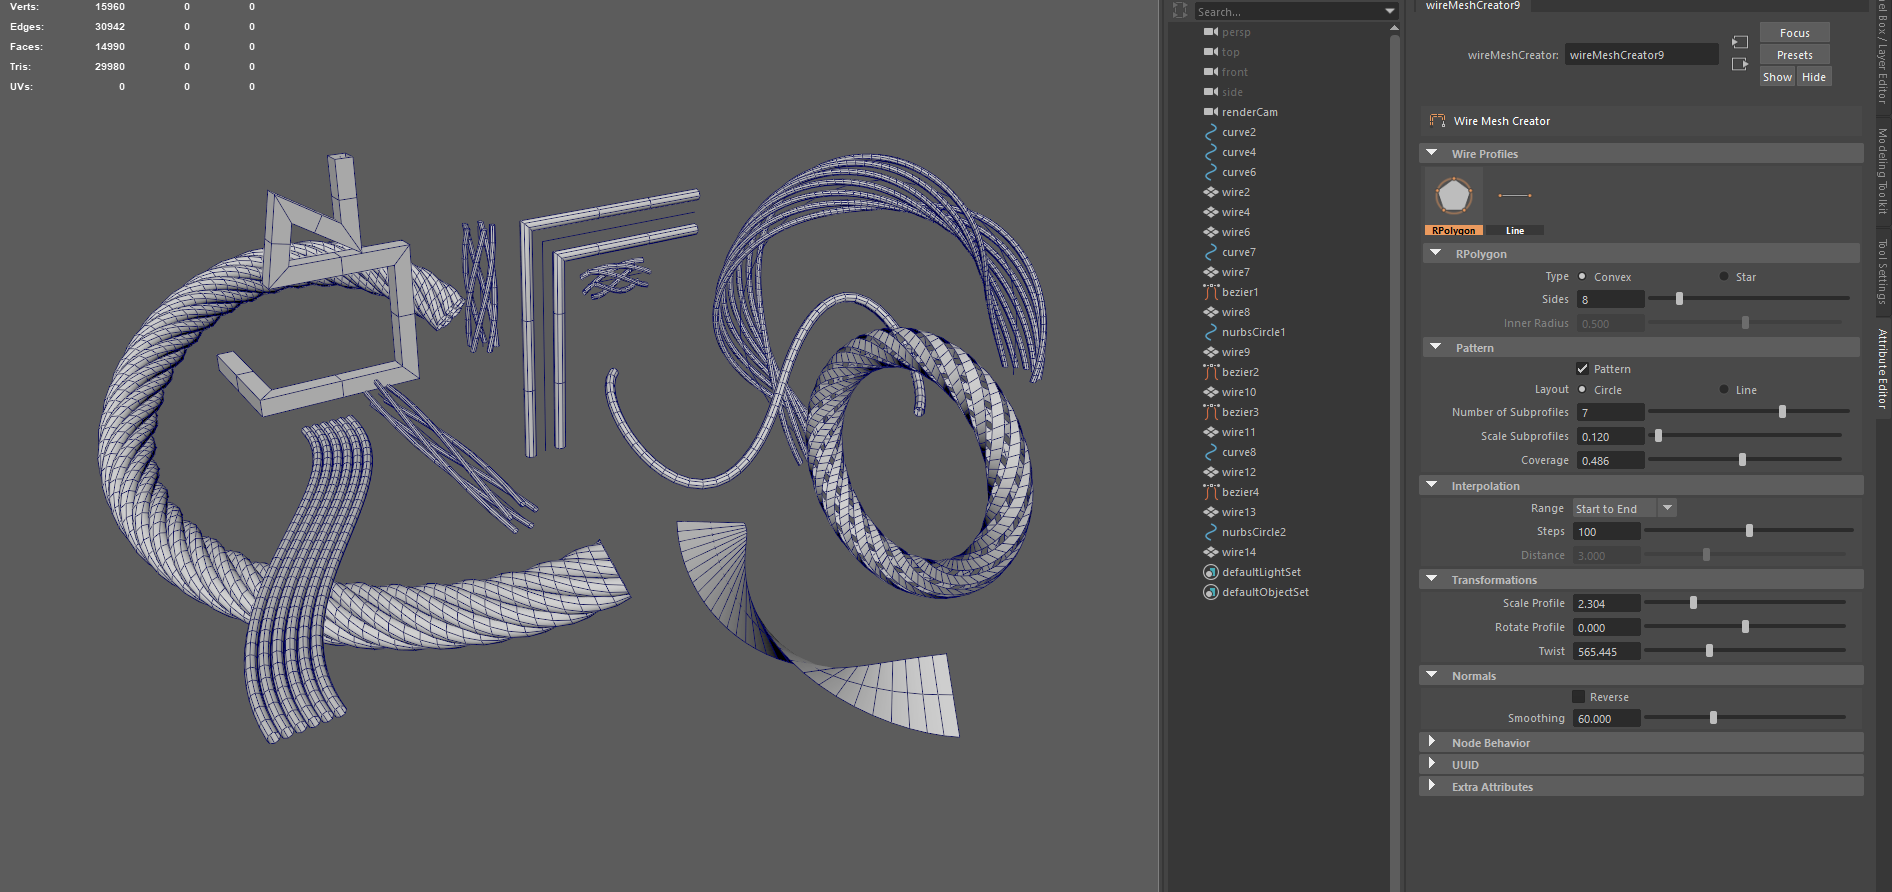 Verts: 15960 0 0
Edges: 30942 0 0
Faces: 14990 0 0
Tris: 29980 0 0
UVs: 0 0 0
Search...
persp
top
front
side
renderCam
curve2
curve4
curve6
wire2
wire4
wire6
curve7
wire7
bezier1
wire8
nurbsCircle1
wire9
bezier2
wire10
bezier3
wire11
curve8
wire12
bezier4
wire13
nurbsCircle2
wire14
defaultLightSet
defaultObjectSet
wireMeshCreator9
wireMeshCreator: wireMeshCreator9
Focus
Presets
Show Hide
Wire Mesh Creator
Wire Profiles
RPolygon Line
RPolygon
Type Convex Star
Sides 8
Inner Radius 0.500
Pattern
Pattern
Layout Circle Line
Number of Subprofiles 7
Scale Subprofiles 0.120
Coverage 0.486
Interpolation
Range Start to End
Steps 100
Distance 3.000
Transformations
Scale Profile 2.304
Rotate Profile 0.000
Twist 565.445
Normals
Reverse
Smoothing 60.000
Node Behavior
UUID
Extra Attributes
Box / Layer Editor
Modeling Toolkit
Tool Settings
Attribute Editor